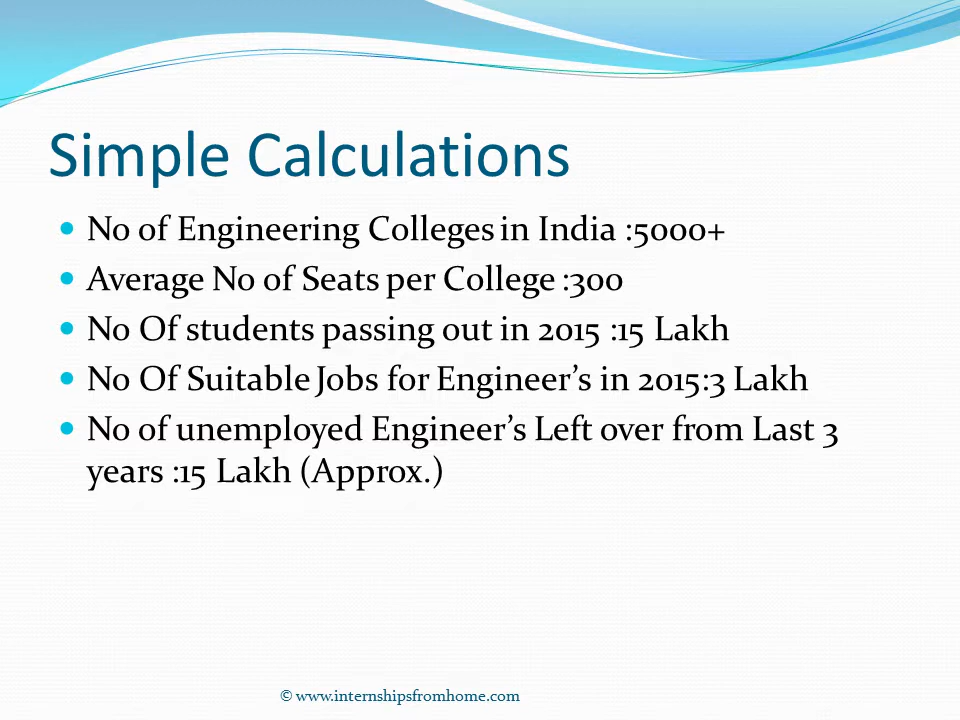 Simple Calculations
No of Engineering Colleges in India :5000+
Average No of Seats per College :300
No Of students passing out in 2015 :15 Lakh
No Of Suitable Jobs for Engineer’s in 2015:3 Lakh
No of unemployed Engineer’s Left over from Last 3
years :15 Lakh (Approx.)
© www.internshipsfromhome.com